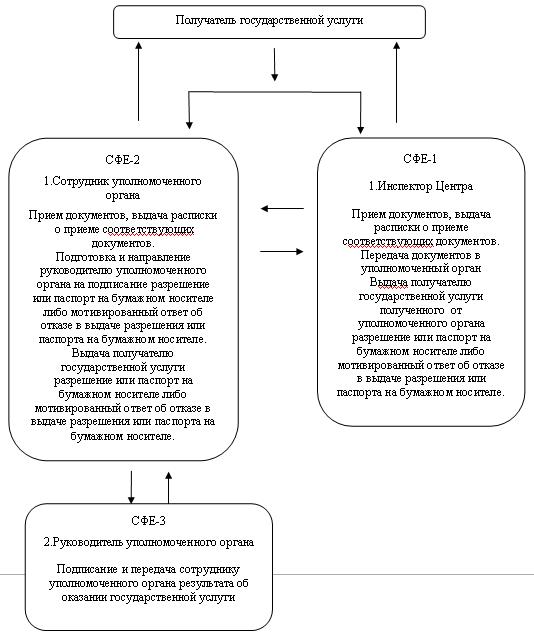 Получатель государственной услуги
СФЕ-2
1.Сотрудник уполномоченного
органа
Прием документов, выдача расписки
о приеме соответствующих
документов.
Подготовка и направление
руководителю уполномоченного
органа на подписание разрешение
или паспорт на бумажном носителе
либо мотивированный ответ об
отказе в выдаче разрешения или
паспорта на бумажном носителе.
Выдача получателю
государственной услуги
разрешение или паспорт на
бумажном носителе либо
мотивированный ответ об отказе в
выдаче разрешения или паспорта на
бумажном носителе.
СФЕ-1
1.Инспектор Центра
Прием документов, выдача
расписки о приеме
соответствующих документов.
Передача документов в
уполномоченный орган
Выдача получателю
государственной услуги
полученного от
уполномоченного органа
разрешение или паспорт на
бумажном носителе либо
мотивированный ответ об отказе
в выдаче разрешения или
паспорта на бумажном носителе.
СФЕ-3
2.Руководитель уполномоченного органа
Подписание и передача сотруднику
уполномоченного органа результата об
оказании государственной услуги